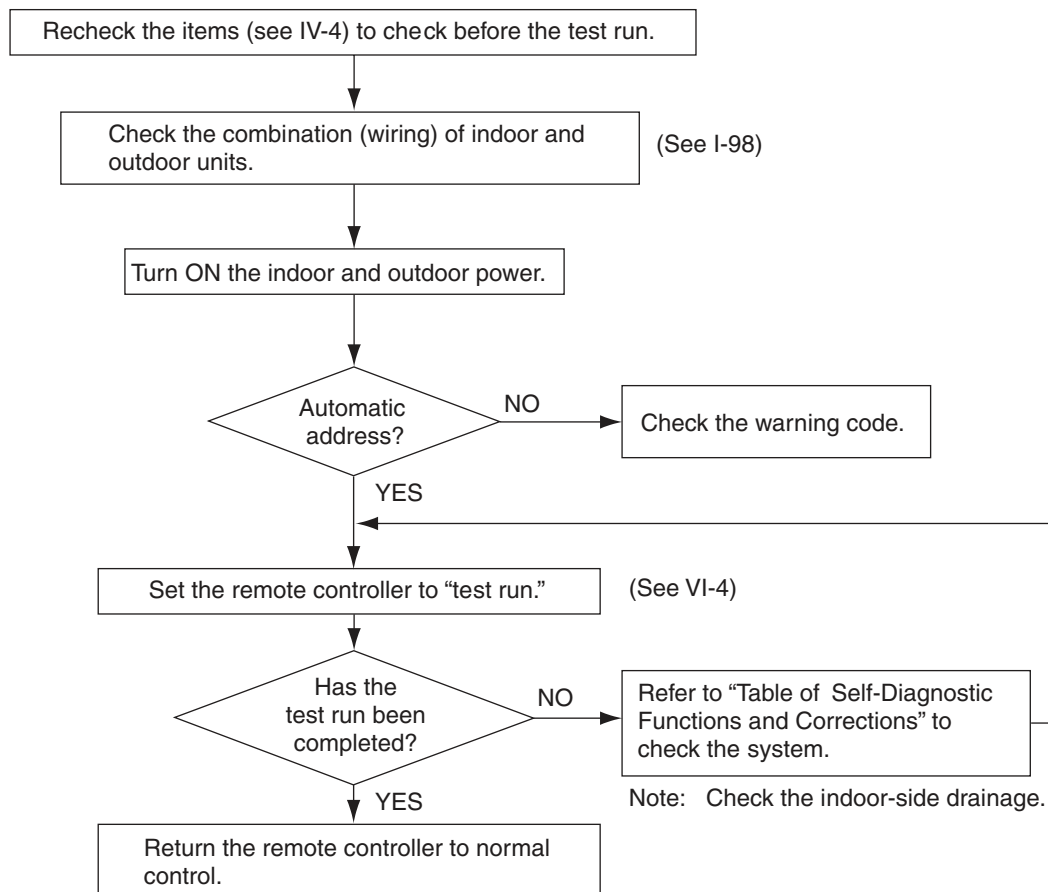 Recheck the items (see IV-4) to check before the test run.
Check the combination (wiring) of indoor and
outdoor units.
(See I-98)
Turn ON the indoor and outdoor power.
Automatic
address?
NO
Check the warning code.
YES
Set the remote controller to “test run.”
(See VI-4)
Has the
test run been
completed?
NO
Refer to “Table of Self-Diagnostic
Functions and Corrections” to
check the system.
Note: Check the indoor-side drainage.
YES
Return the remote controller to normal
control.